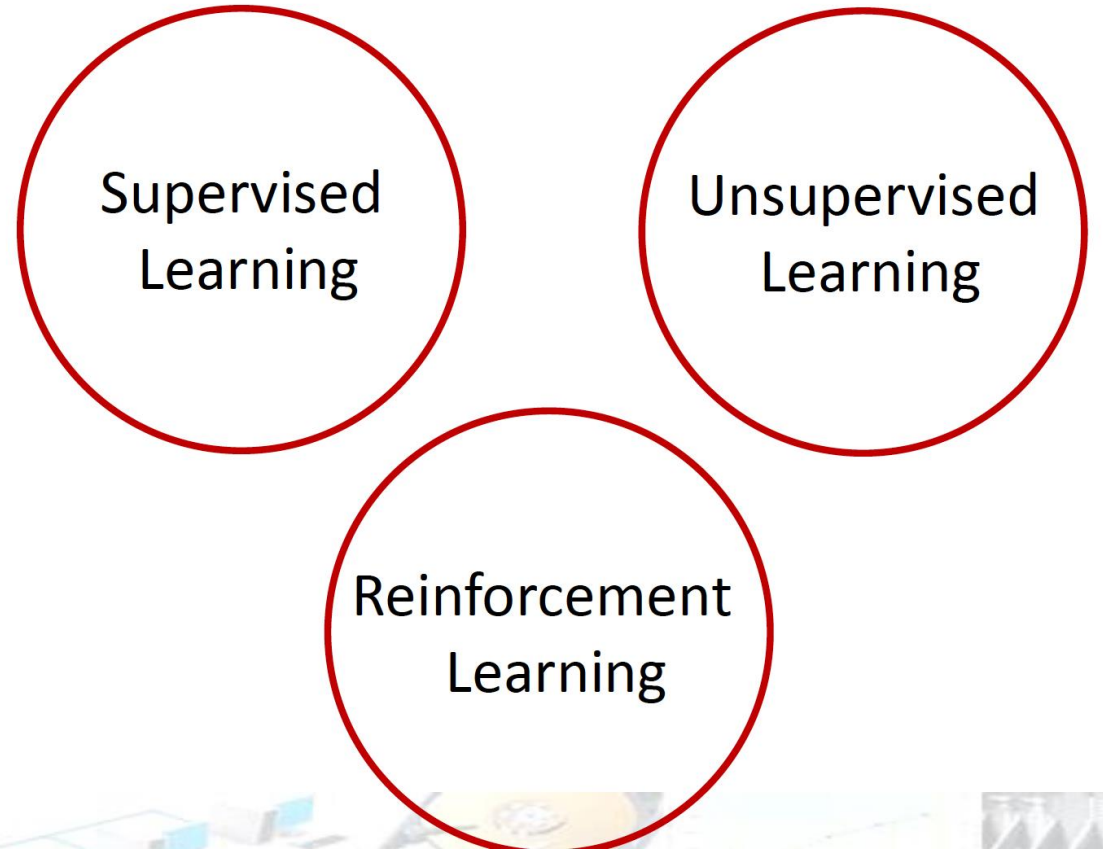 Supervised
Learning
Unsupervised
Learning
Reinforcement
Learning